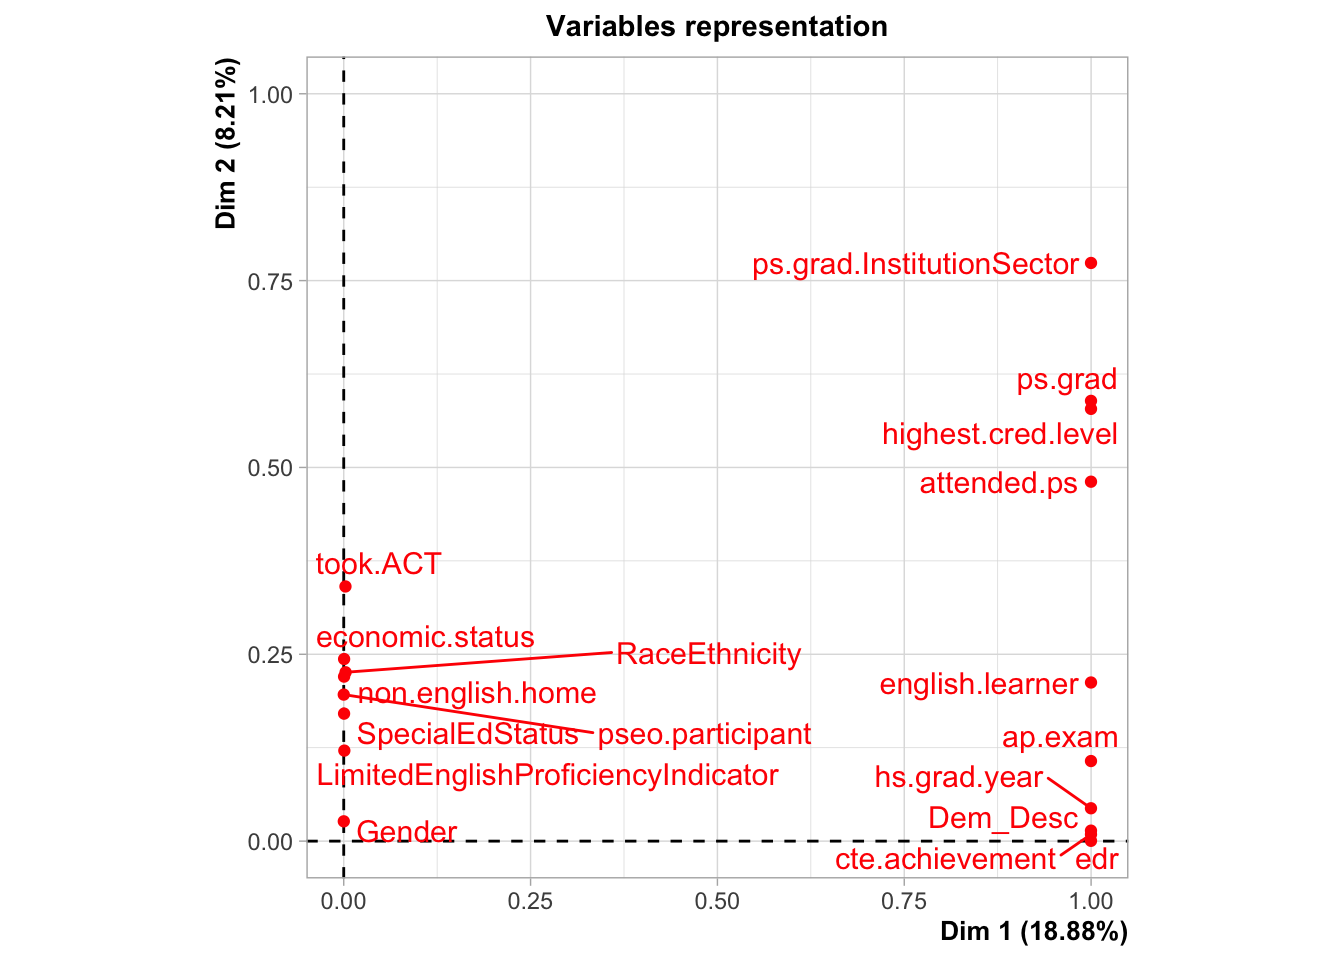 Variables representation
Dim 2 (8.21%)
1.00
ps.grad.InstitutionSector
0.75
ps.grad
highest.cred.level
0.50
attended.ps
took.ACT
economic.status
0.25
RaceEthnicity
english.learner
non.english.home
SpecialEdStatus
pseo.participant
ap.exam
LimitedEnglishProficiencyIndicator
hs.grad.year
Dem_Desc
Gender
0.00
cte.achievement
edr
0.00
0.25
0.50
0.75
1.00
Dim 1 (18.88%)